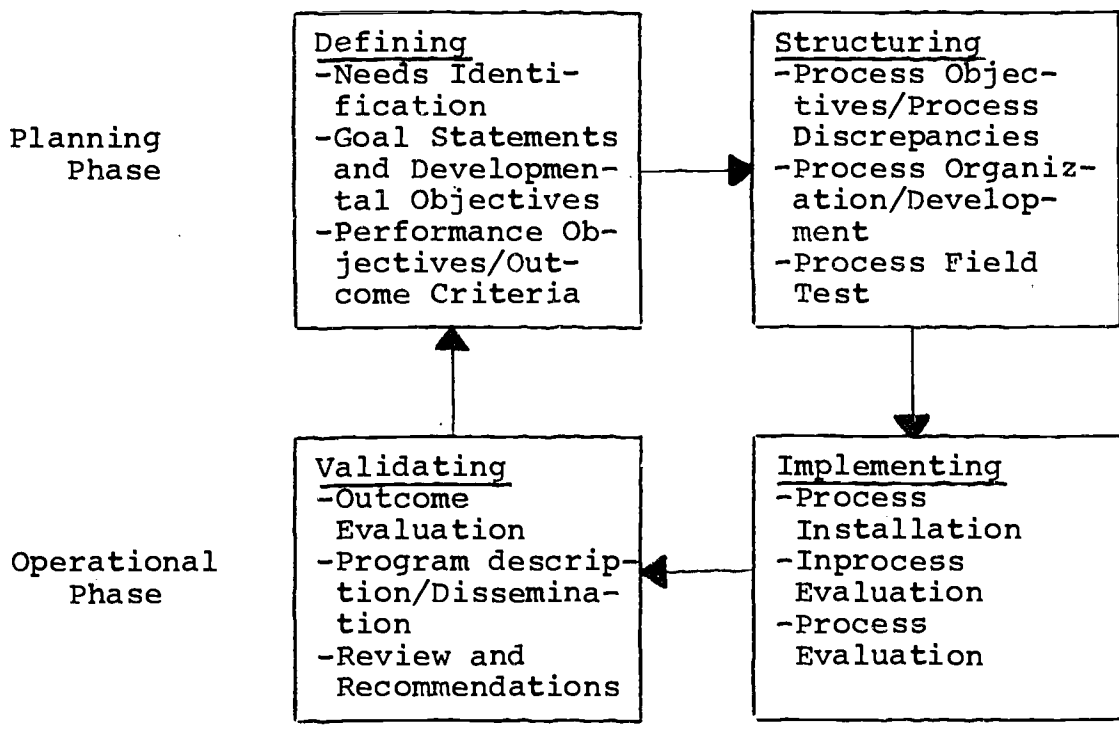 Planning
Phase
Defining
-Needs Identi-
fication
-Goal Statements
and Developmen-
tal Objectives
-Performance Ob-
jectives/Out-
come Criteria
Structuring
-Process Objec-
tives/Process
Discrepancies
-Process Organiz-
ation/Develop-
ment
-Process Field
Test
Operational
Phase
Validating
-Outcome
Evaluation
-Program descrip-
tion/Dissemina-
tion
-Review and
Recommendations
Implementing
-Process
Installation
-Inprocess
Evaluation
-Process
Evaluation